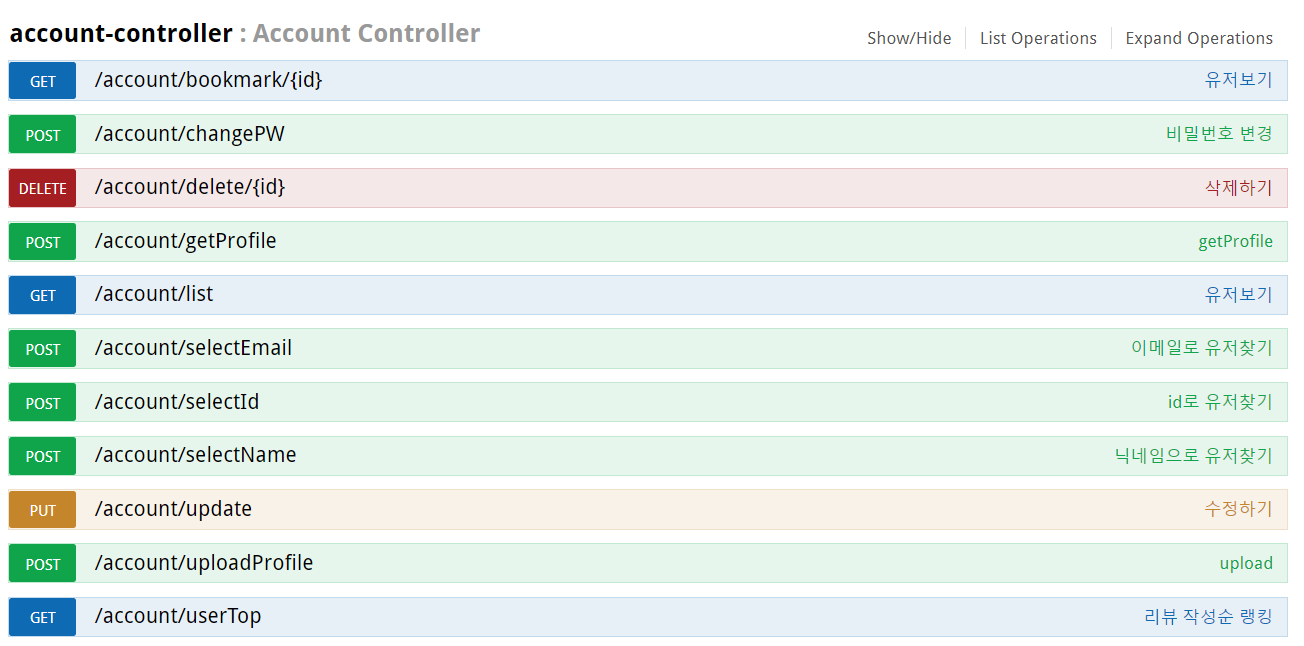 account-controller : Account Controller Show/Hide List Operations Expand Operations
GET /account/bookmark/{id} 유저보기
POST /account/changePW 비밀번호 변경
DELETE /account/delete/{id} 삭제하기
POST /account/getProfile getProfile
GET /account/list 유저보기
POST /account/selectEmail 이메일로 유저찾기
POST /account/selectId id로 유저찾기
POST /account/selectName 닉네임으로 유저찾기
PUT /account/update 수정하기
POST /account/uploadProfile upload
GET /account/userTop 리뷰 작성순 랭킹